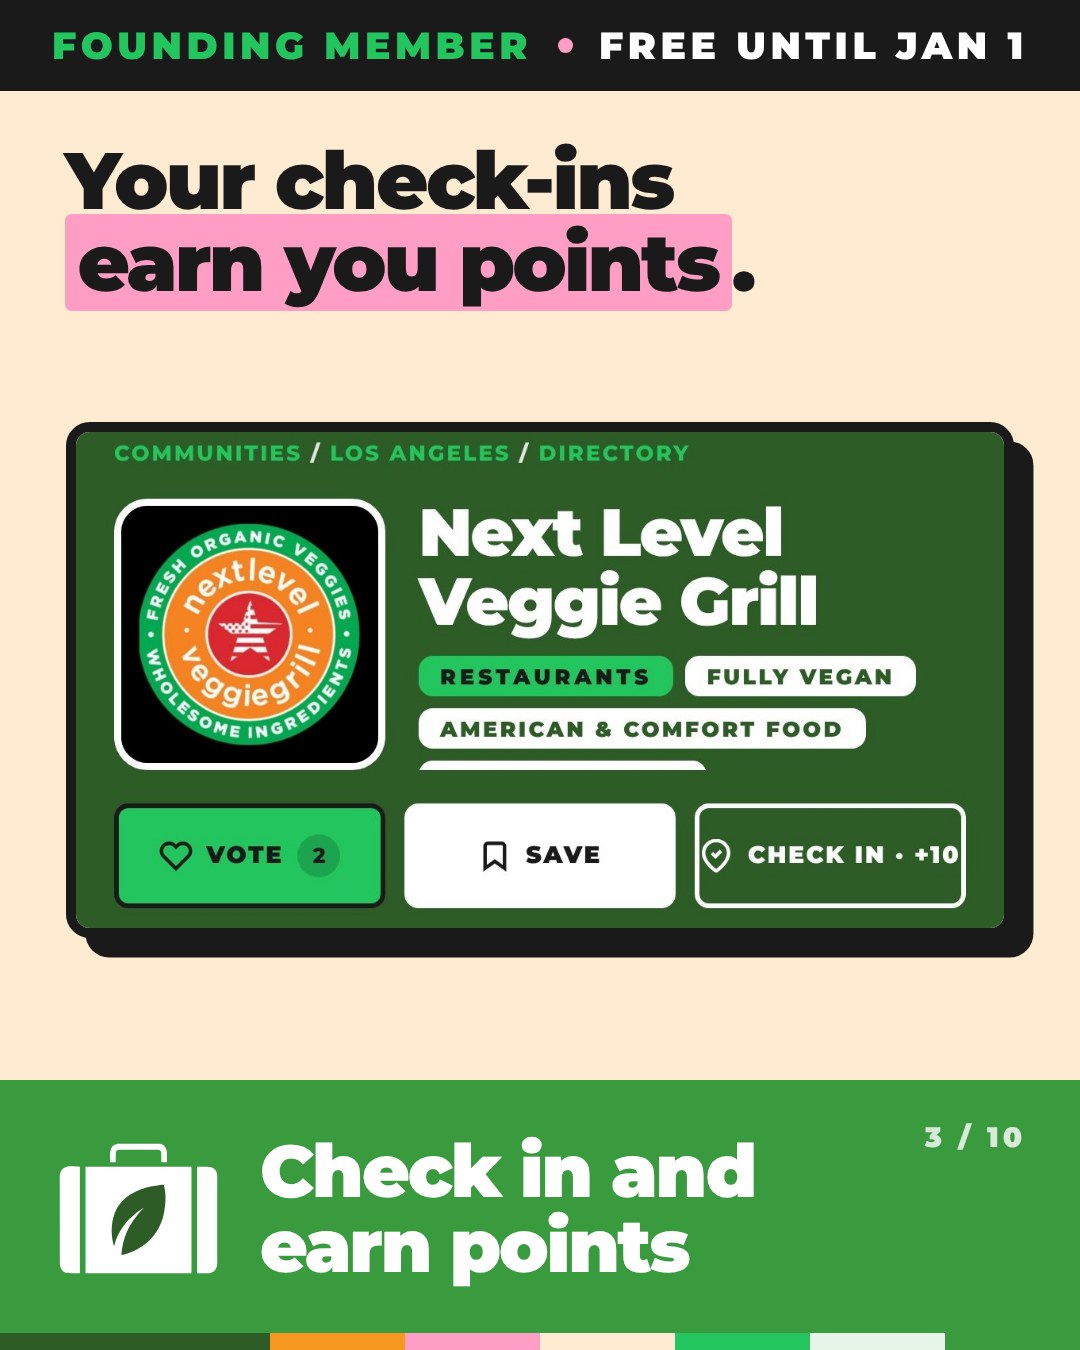 FOUNDING MEMBER • FREE UNTIL JAN 1
Your check-ins
earn you points.
COMMUNITIES / LOS ANGELES / DIRECTORY
• FRESH ORGANIC VEGGIES •
WHOLESOME INGREDIENTS
nextlevel
veggiegrill
Next Level
Veggie Grill
RESTAURANTS
FULLY VEGAN
AMERICAN & COMFORT FOOD
VOTE 2
SAVE
CHECK IN • +10
3 / 10
Check in and
earn points